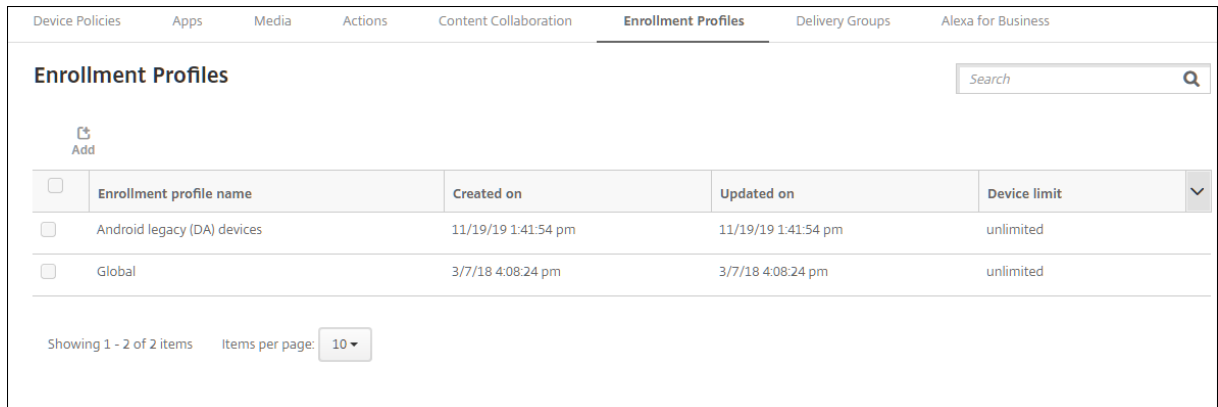 Device Policies Apps Media Actions Content Collaboration Enrollment Profiles Delivery Groups Alexa for Business
Enrollment Profiles
Search
Add
Enrollment profile name Created on Updated on Device limit
Android legacy (DA) devices 11/19/19 1:41:54 pm 11/19/19 1:41:54 pm unlimited
Global 3/7/18 4:08:24 pm 3/7/18 4:08:24 pm unlimited
Showing 1 - 2 of 2 items Items per page: 10